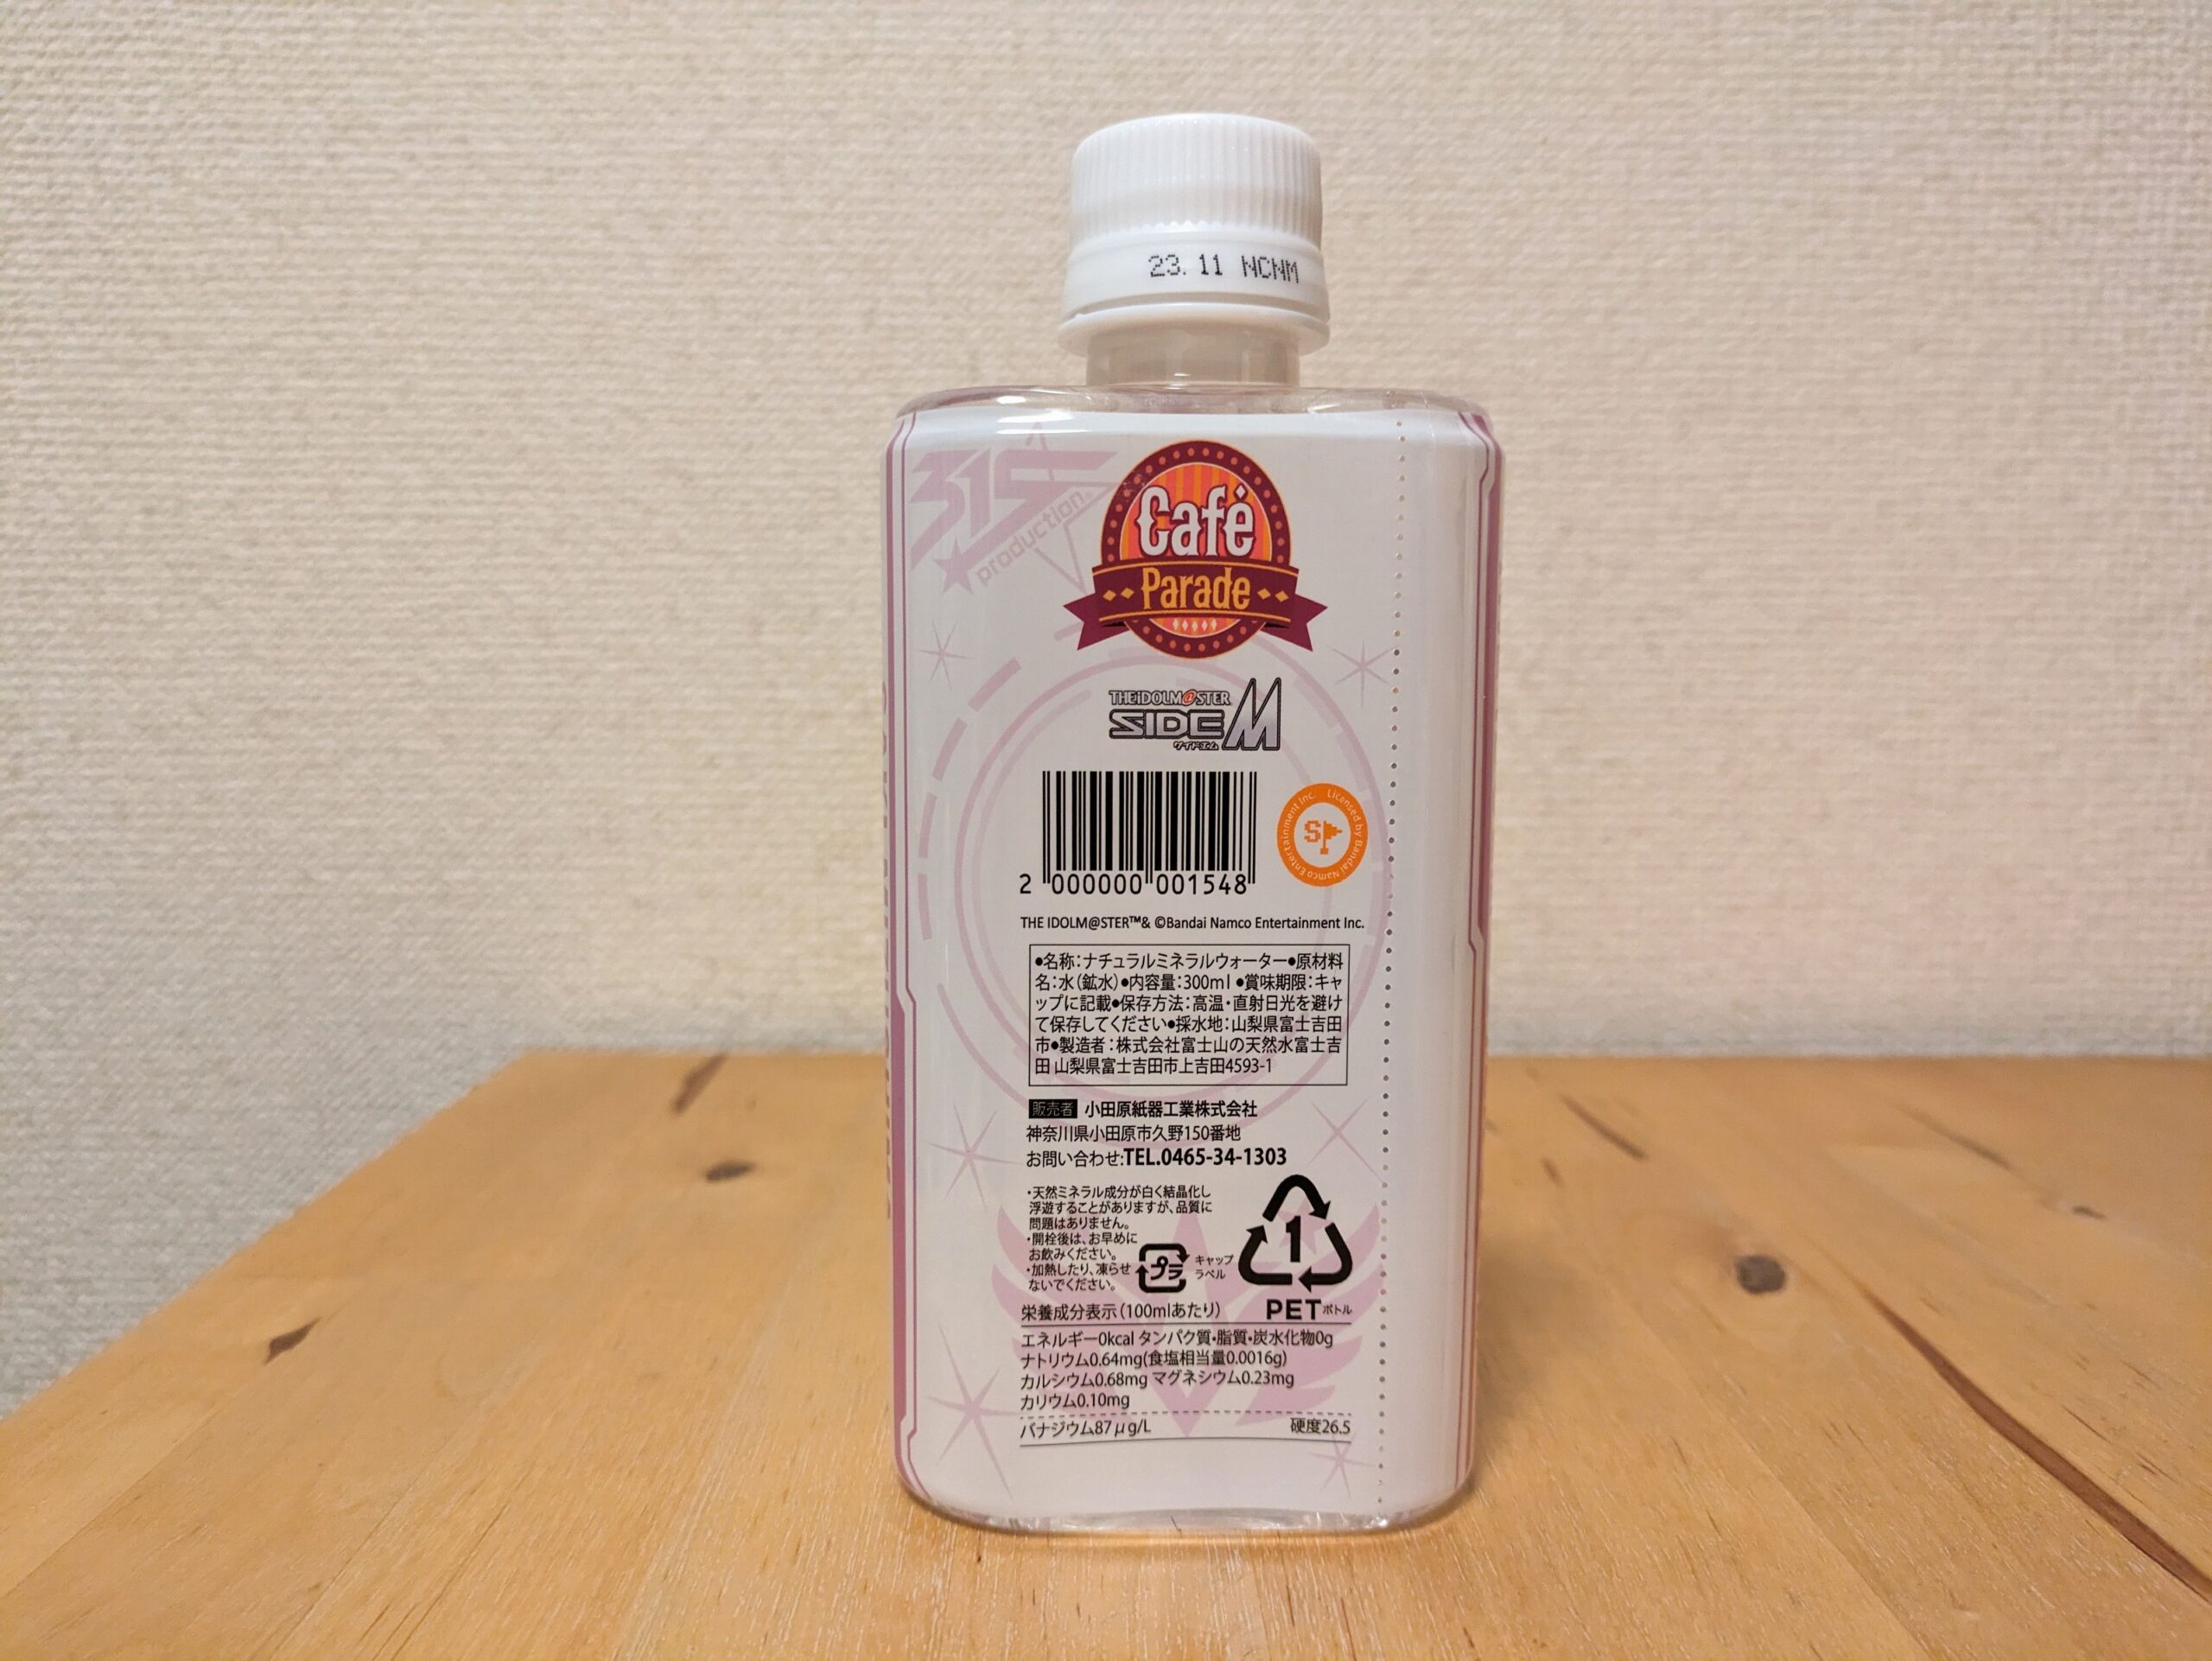 23. 11 NCNM
315
production
Café
Parade
THE iDOLM@STER
SIDE M
サイドエム
2 000000 001548
Licensed by Bandai Namco Entertainment Inc.
THE IDOLM@STER™& ©Bandai Namco Entertainment Inc.
●名称:ナチュラルミネラルウォーター●原材料
名:水(鉱水)●内容量:300ml●賞味期限:キャ
ップに記載●保存方法:高温・直射日光を避け
て保存してください●採水地:山梨県富士吉田
市●製造者:株式会社富士山の天然水富士吉
田 山梨県富士吉田市上吉田4593-1
販売者 小田原紙器工業株式会社
神奈川県小田原市久野150番地
お問い合わせ:TEL.0465-34-1303
・天然ミネラル成分が白く結晶化し
浮遊することがありますが、品質に
問題はありません。
・開栓後は、お早めに
お飲みください。
・加熱したり、凍らせ
ないでください。
プラ
キャップ
ラベル
1
PETボトル
栄養成分表示(100mlあたり)
エネルギー0kcal タンパク質・脂質・炭水化物0g
ナトリウム0.64mg(食塩相当量0.0016g)
カルシウム0.68mg マグネシウム0.23mg
カリウム0.10mg
バナジウム87μg/L 硬度26.5